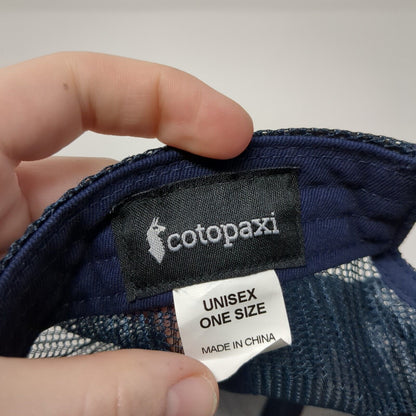 cotopaxi
UNISEX
ONE SIZE
MADE IN CHINA